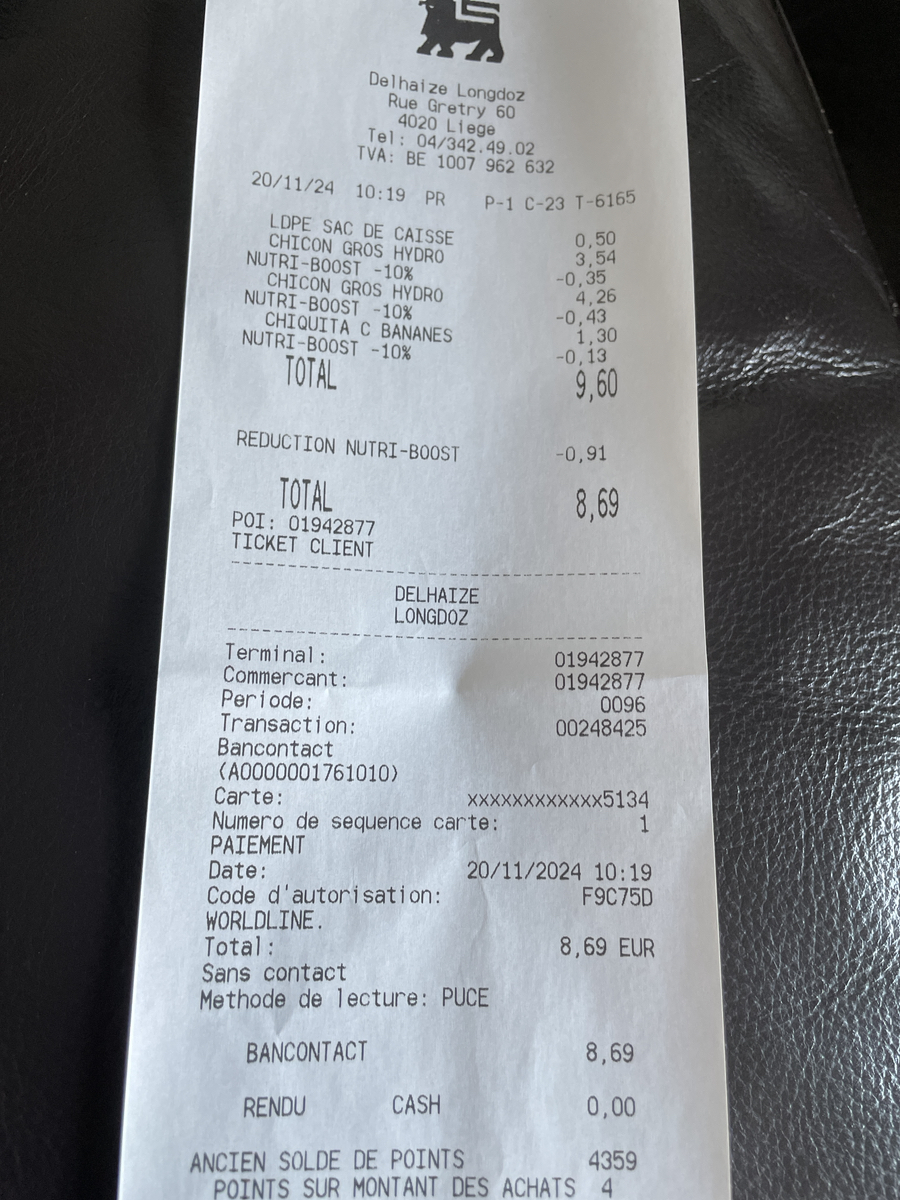 Delhaize Longdoz
Rue Gretry 60
4020 Liege
Tel: 04/342.49.02
TVA: BE 1007 962 632
20/11/24 10:19 PR P-1 C-23 T-6165
LDPE SAC DE CAISSE 0,50
CHICON GROS HYDRO 3,54
NUTRI-BOOST -10% -0,35
CHICON GROS HYDRO 4,26
NUTRI-BOOST -10% -0,43
CHIQUITA C BANANES 1,30
NUTRI-BOOST -10% -0,13
TOTAL 9,60
REDUCTION NUTRI-BOOST -0,91
TOTAL 8,69
POI: 01942877
TICKET CLIENT
DELHAIZE
LONGDOZ
Terminal: 01942877
Commercant: 01942877
Periode: 0096
Transaction: 00248425
Bancontact
(A0000001761010)
Carte: xxxxxxxxxxxx5134
Numero de sequence carte: 1
PAIEMENT
Date: 20/11/2024 10:19
Code d'autorisation: F9C75D
WORLDLINE.
Total: 8,69 EUR
Sans contact
Methode de lecture: PUCE
BANCONTACT 8,69
RENDU CASH 0,00
ANCIEN SOLDE DE POINTS 4359
POINTS SUR MONTANT DES ACHATS 4